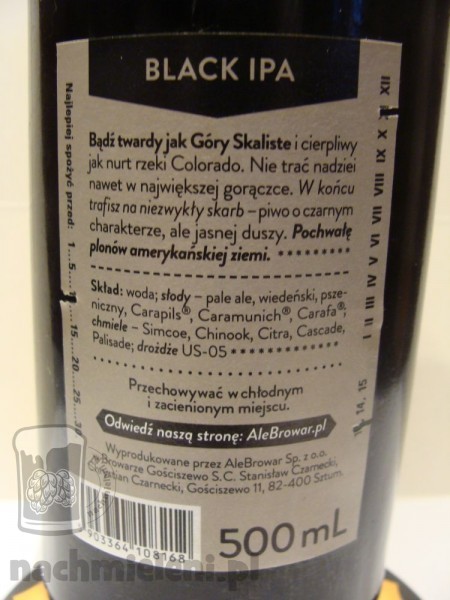 BLACK IPA
Bądź twardy jak Góry Skaliste i cierpliwy
jak nurt rzeki Colorado. Nie trać nadziei
nawet w największej gorączce. W końcu
trafisz na niezwykły skarb – piwo o czarnym
charakterze, ale jasnej duszy. Pochwałę
plonów amerykańskiej ziemi.
Skład: woda; słody – pale ale, wiedeński, psze-
niczny, Carapils®, Caramunich®, Carafa®;
chmiele – Simcoe, Chinook, Citra, Cascade,
Palisade; drożdże US-05
Przechowywać w chłodnym
i zacienionym miejscu.
Odwiedź naszą stronę: AleBrowar.pl
Wyprodukowane przez AleBrowar Sp. z o.o.
w Browarze Gościszewo S.C. Stanisław Czarnecki,
Czarnecki, Gościszewo 11, 82-400 Sztum.
903364 108168
500mL
Najlepiej spożyć przed: 1...5...1...15...20...25...30
I II III IV V VI VII VIII IX X XI XII
14, 15
nachmieleni.pl